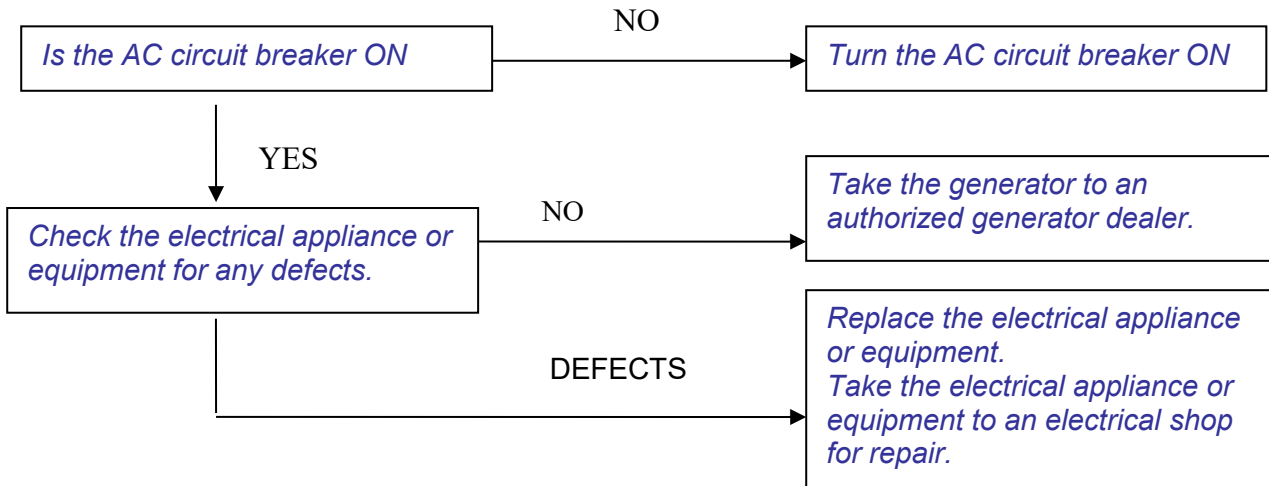 NO
Is the AC circuit breaker ON
Turn the AC circuit breaker ON
YES
Take the generator to an
authorized generator dealer.
NO
Check the electrical appliance or
equipment for any defects.
Replace the electrical appliance
or equipment.
Take the electrical appliance or
equipment to an electrical shop
for repair.
DEFECTS